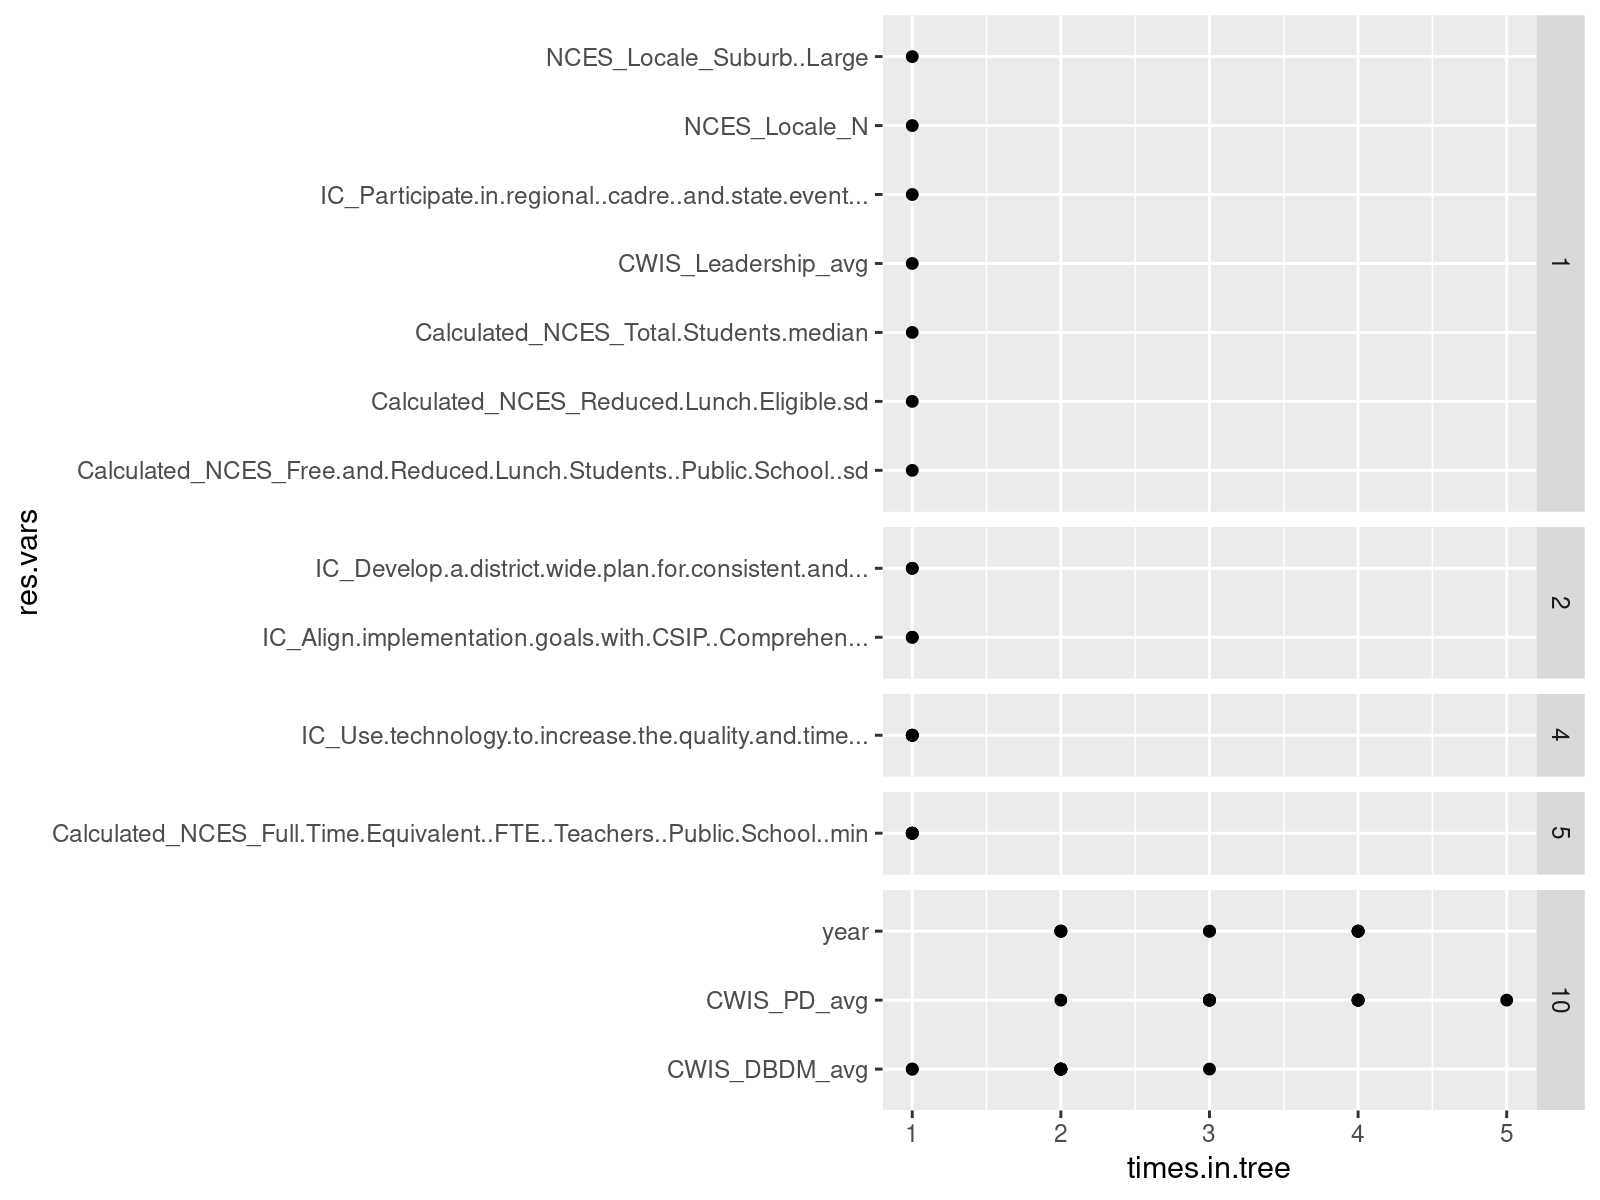 NCES_Locale_Suburb..Large
NCES_Locale_N
IC_Participate.in.regional..cadre..and.state.event...
CWIS_Leadership_avg
Calculated_NCES_Total.Students.median
Calculated_NCES_Reduced.Lunch.Eligible.sd
Calculated_NCES_Free.and.Reduced.Lunch.Students..Public.School..sd
1
IC_Develop.a.district.wide.plan.for.consistent.and...
IC_Align.implementation.goals.with.CSIP..Comprehen...
2
IC_Use.technology.to.increase.the.quality.and.time...
4
Calculated_NCES_Full.Time.Equivalent..FTE..Teachers..Public.School..min
5
year
CWIS_PD_avg
CWIS_DBDM_avg
10
res.vars
1 2 3 4 5
times.in.tree